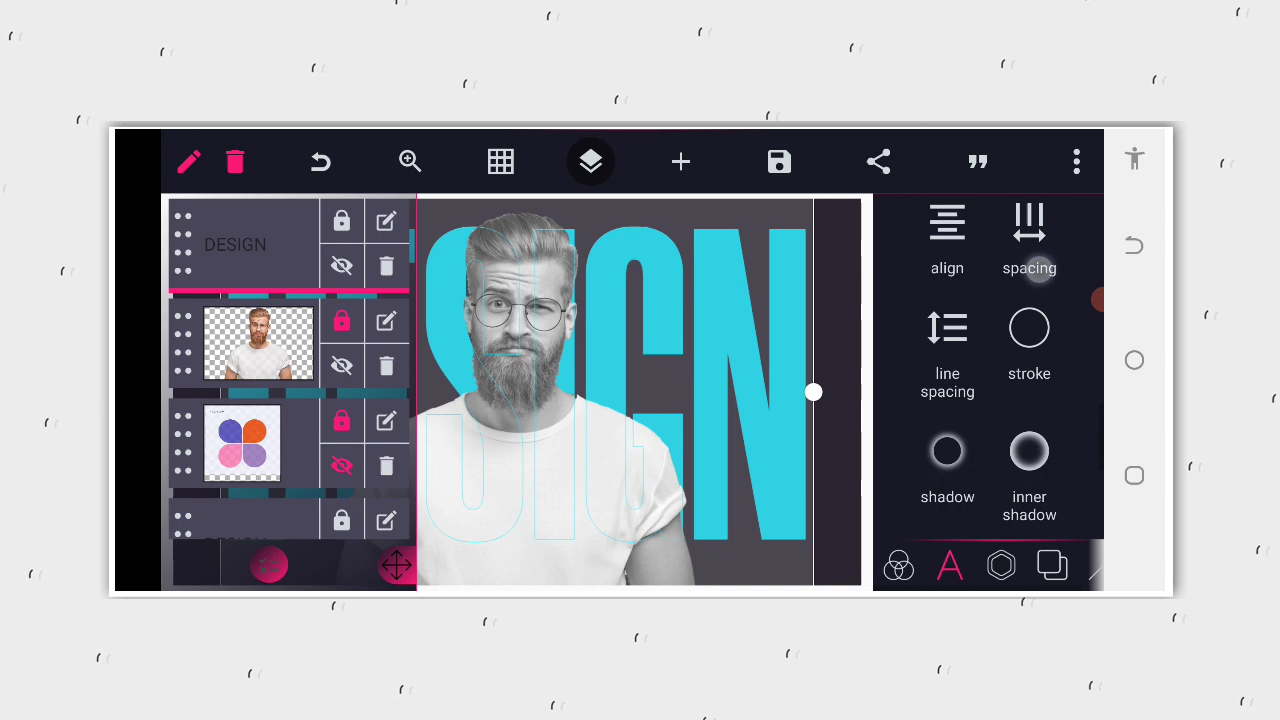 DESIGN
SIGN
align
spacing
line
spacing
stroke
shadow
inner
shadow